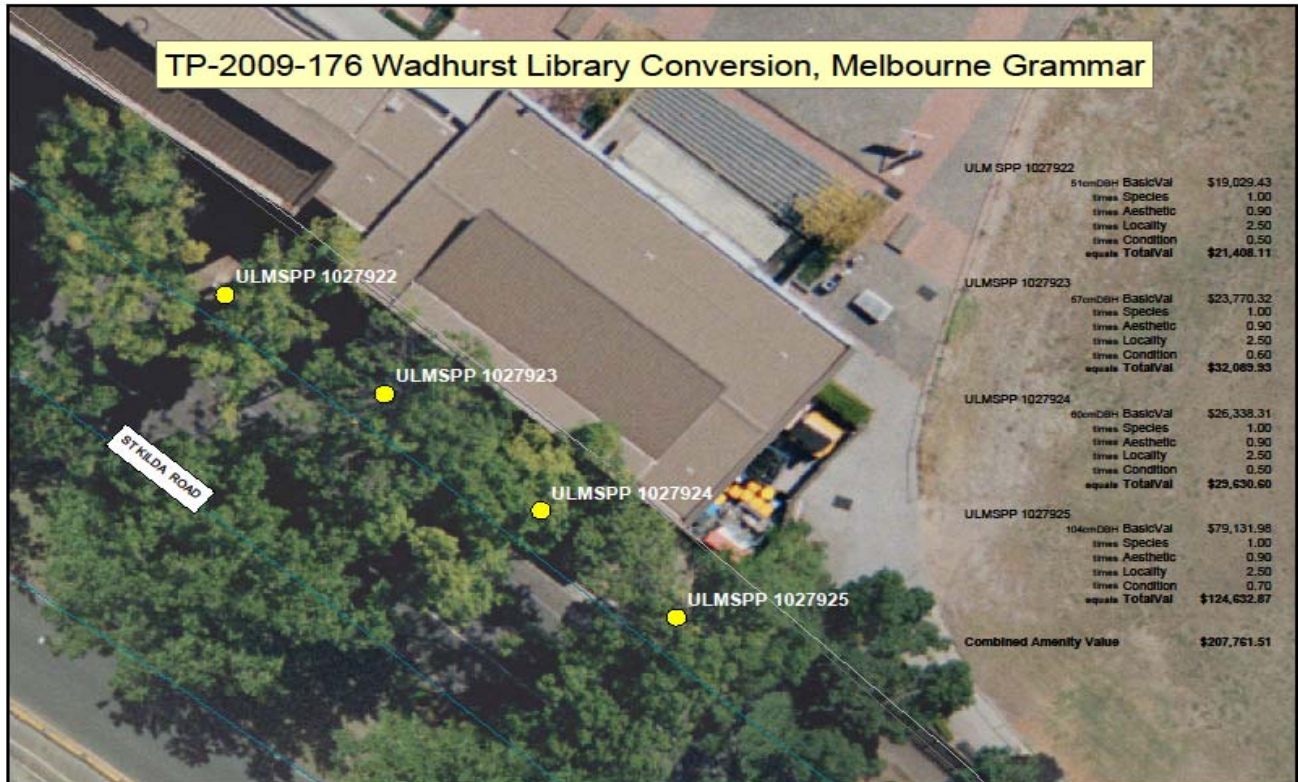 TP-2009-176 Wadhurst Library Conversion, Melbourne Grammar
ULMSPP 1027922
ULMSPP 1027923
ULMSPP 1027924
ULMSPP 1027925
ST KILDA ROAD
ULM SPP 1027922
51cmDBH BasicVal $19,029.43
times Species 1.00
times Aesthetic 0.90
times Locality 2.50
times Condition 0.50
equals TotalVal $21,408.11
ULMSPP 1027923
57cmDBH BasicVal $23,770.32
times Species 1.00
times Aesthetic 0.90
times Locality 2.50
times Condition 0.60
equals TotalVal $32,089.93
ULMSPP 1027924
60cmDBH BasicVal $26,338.31
times Species 1.00
times Aesthetic 0.90
times Locality 2.50
times Condition 0.50
equals TotalVal $29,630.60
ULMSPP 1027925
104cmDBH BasicVal $79,131.98
times Species 1.00
times Aesthetic 0.90
times Locality 2.50
times Condition 0.70
equals TotalVal $124,632.87
Combined Amenity Value $207,761.51